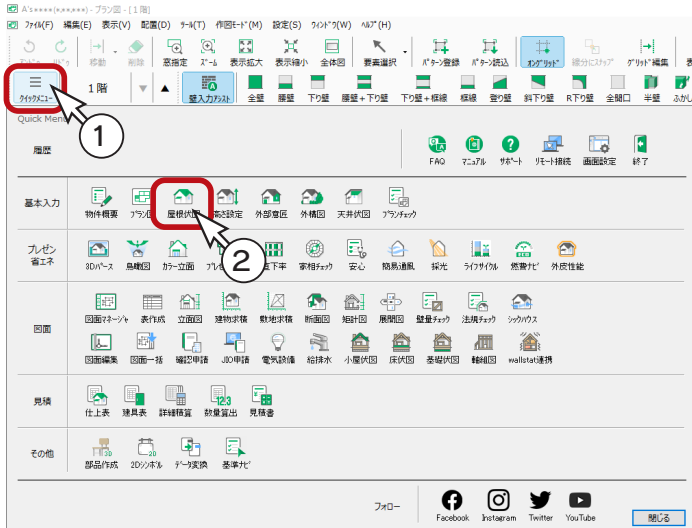 A's••••(•,•••,•••) - プラン図 - [ 1 階]
ファイル(F) 編集(E) 表示(V) 配置(D) ツール(T) 作図モード(M) 設定(S) ウィンドウ(W) ヘルプ(H)
移動 削除 窓指定 ズーム 表示拡大 表示縮小 全体図 要素選択 パターン登録 パターン読込 オングリッド 線分にスナップ グリッド編集
クイックメニュー 1 階 ▼ ▲ 壁入力アシスト 全壁 腰壁 下り壁 腰壁+下り壁 下り壁+框線 框線 登り壁 斜下り壁 R下り壁 全開口 半壁 ふかし
Quick Menu
1
履歴 FAQ マニュアル サポート リモート接続 画面設定 終了
基本入力 物件概要 プラン図 屋根伏図 高さ設定 外部意匠 外構図 天井伏図 プランチェック
2
プレゼン
省エネ
3Dパース 鳥瞰図 カラー立面 直下率 家相チェック 安心 簡易通風 採光 ライフサイクル 燃費ナビ 外皮性能
図面
図面マネージャ 表作成 立面図 建物求積 敷地求積 断面図 矩計図 展開図 壁量チェック 法規チェック シックハウス
図面編集 図面一括 確認申請 JIO申請 電気設備 給排水 小屋伏図 床伏図 基礎伏図 軸組図 wallstat連携
見積 仕上表 建具表 詳細積算 数量算出 見積書
その他 部品作成 2Dシンボル データ変換 基準ナビ
フォロー Facebook Instagram Twitter YouTube 閉じる